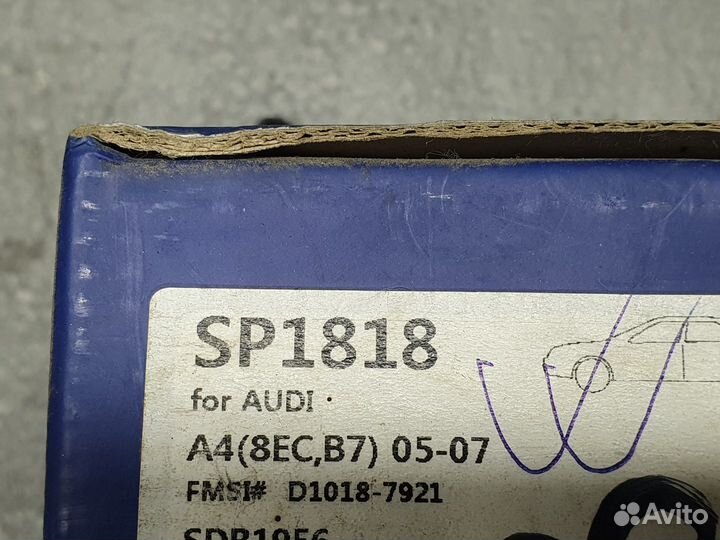 SP1818
for AUDI
A4(8EC,B7) 05-07
FMSI# D1018-7921
Avito